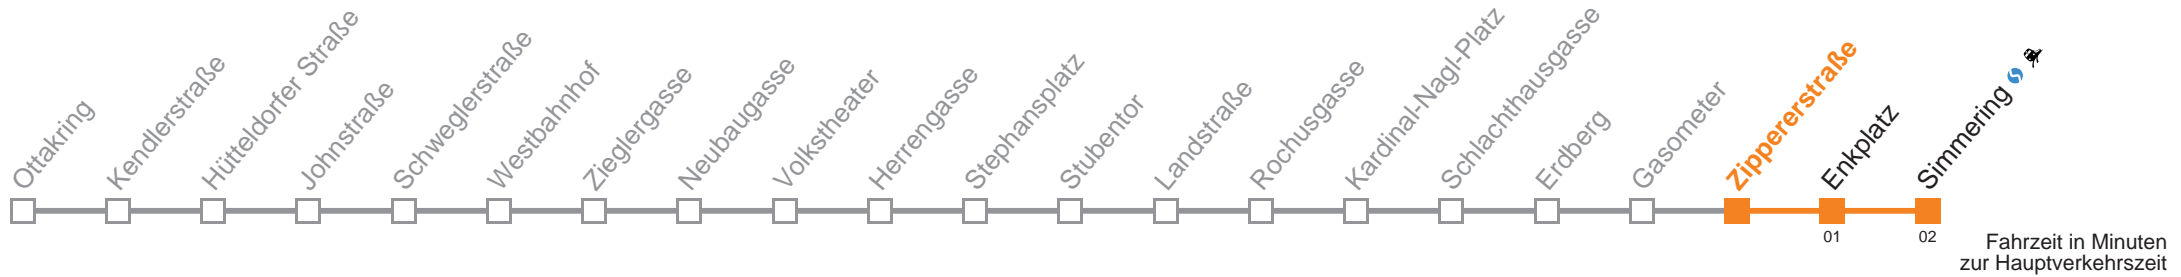 Ottakring
Kendlerstraße
Hütteldorfer Straße
Johnstraße
Schweglerstraße
Westbahnhof
Zieglergasse
Neubaugasse
Volkstheater
Herrengasse
Stephansplatz
Stubentor
Landstraße
Rochusgasse
Kardinal-Nagl-Platz
Schlachthausgasse
Erdberg
Gasometer
Zippererstraße
Enkplatz
Simmering
01
02
Fahrzeit in Minuten
zur Hauptverkehrszeit